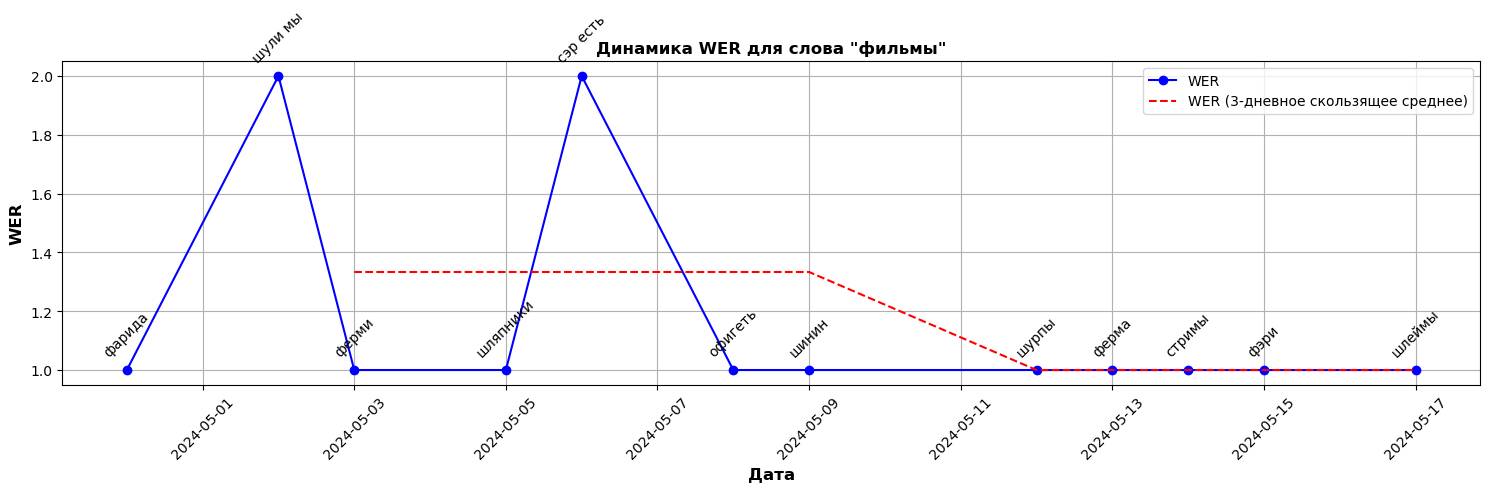 шули мы
сэр есть
Динамика WER для слова "фильмы"
WER
WER (3-дневное скользящее среднее)
2.0
1.8
1.6
1.4
1.2
1.0
WER
фарида
ферми
шляпники
офигеть
шинин
шурпы
ферма
стримы
фэри
шлеймы
2024-05-01
2024-05-03
2024-05-05
2024-05-07
2024-05-09
2024-05-11
2024-05-13
2024-05-15
2024-05-17
Дата